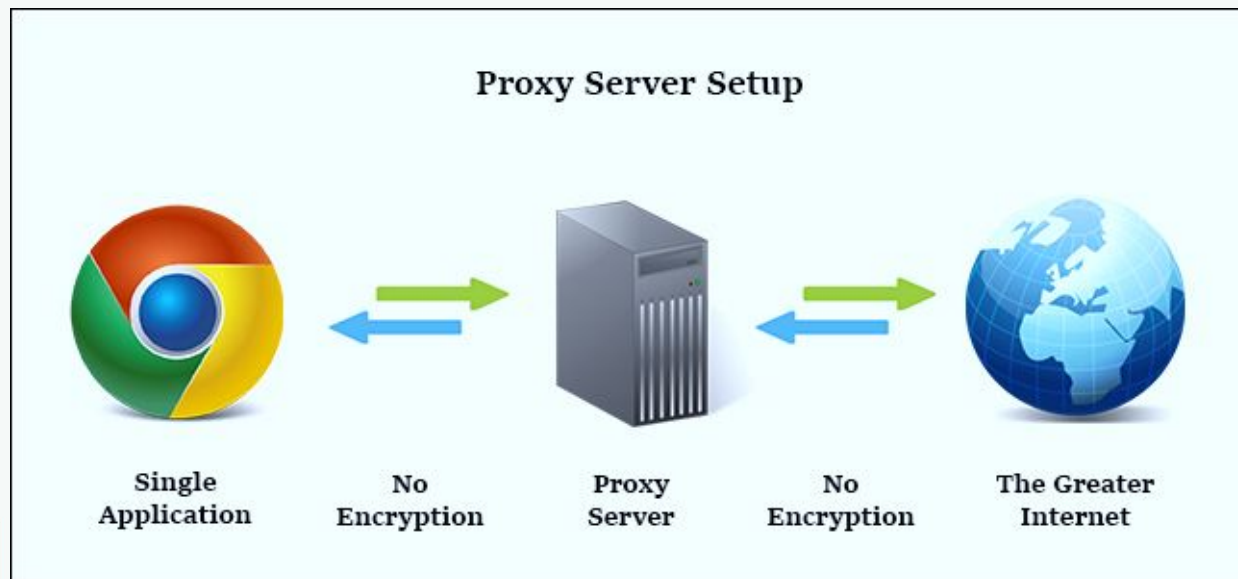 Proxy Server Setup
Single
Application
No
Encryption
Proxy
Server
No
Encryption
The Greater
Internet